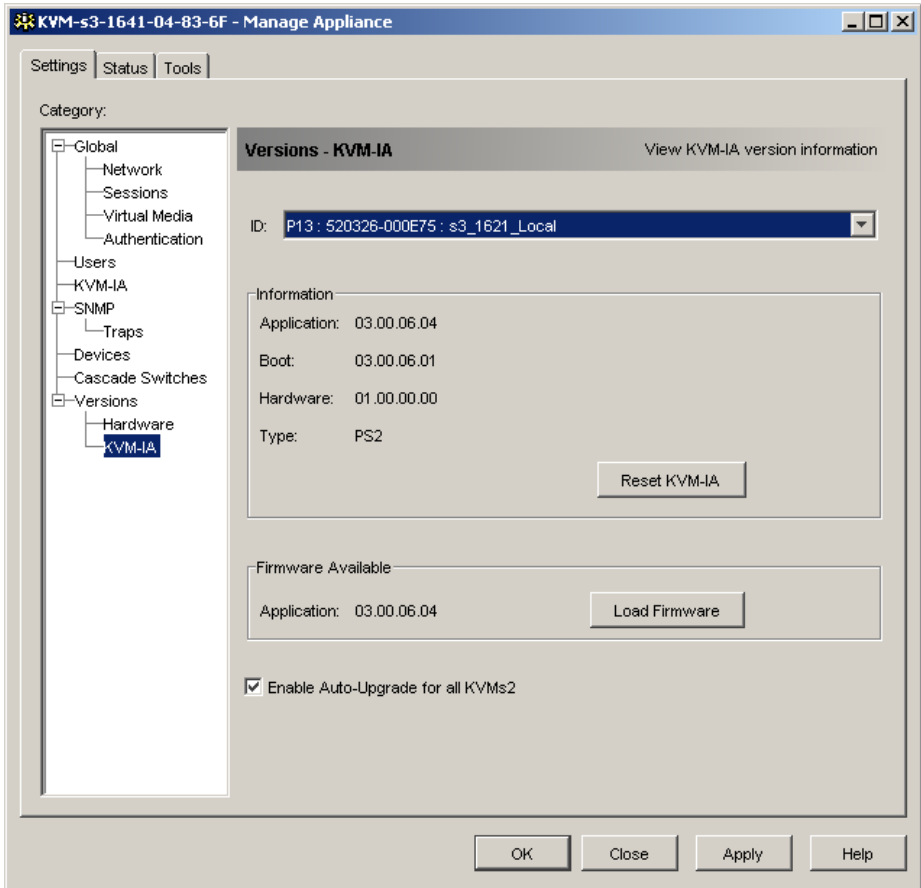 KVM-s3-1641-04-83-6F - Manage Appliance
Settings Status Tools
Category:
Global
Network
Sessions
Virtual Media
Authentication
Users
KVM-IA
SNMP
Traps
Devices
Cascade Switches
Versions
Hardware
KVM-IA
Versions - KVM-IA View KVM-IA version information
ID: P13 : 520326-000E75 : s3_1621_Local
Information
Application: 03.00.06.04
Boot: 03.00.06.01
Hardware: 01.00.00.00
Type: PS2
Reset KVM-IA
Firmware Available
Application: 03.00.06.04 Load Firmware
Enable Auto-Upgrade for all KVMs2
OK Close Apply Help